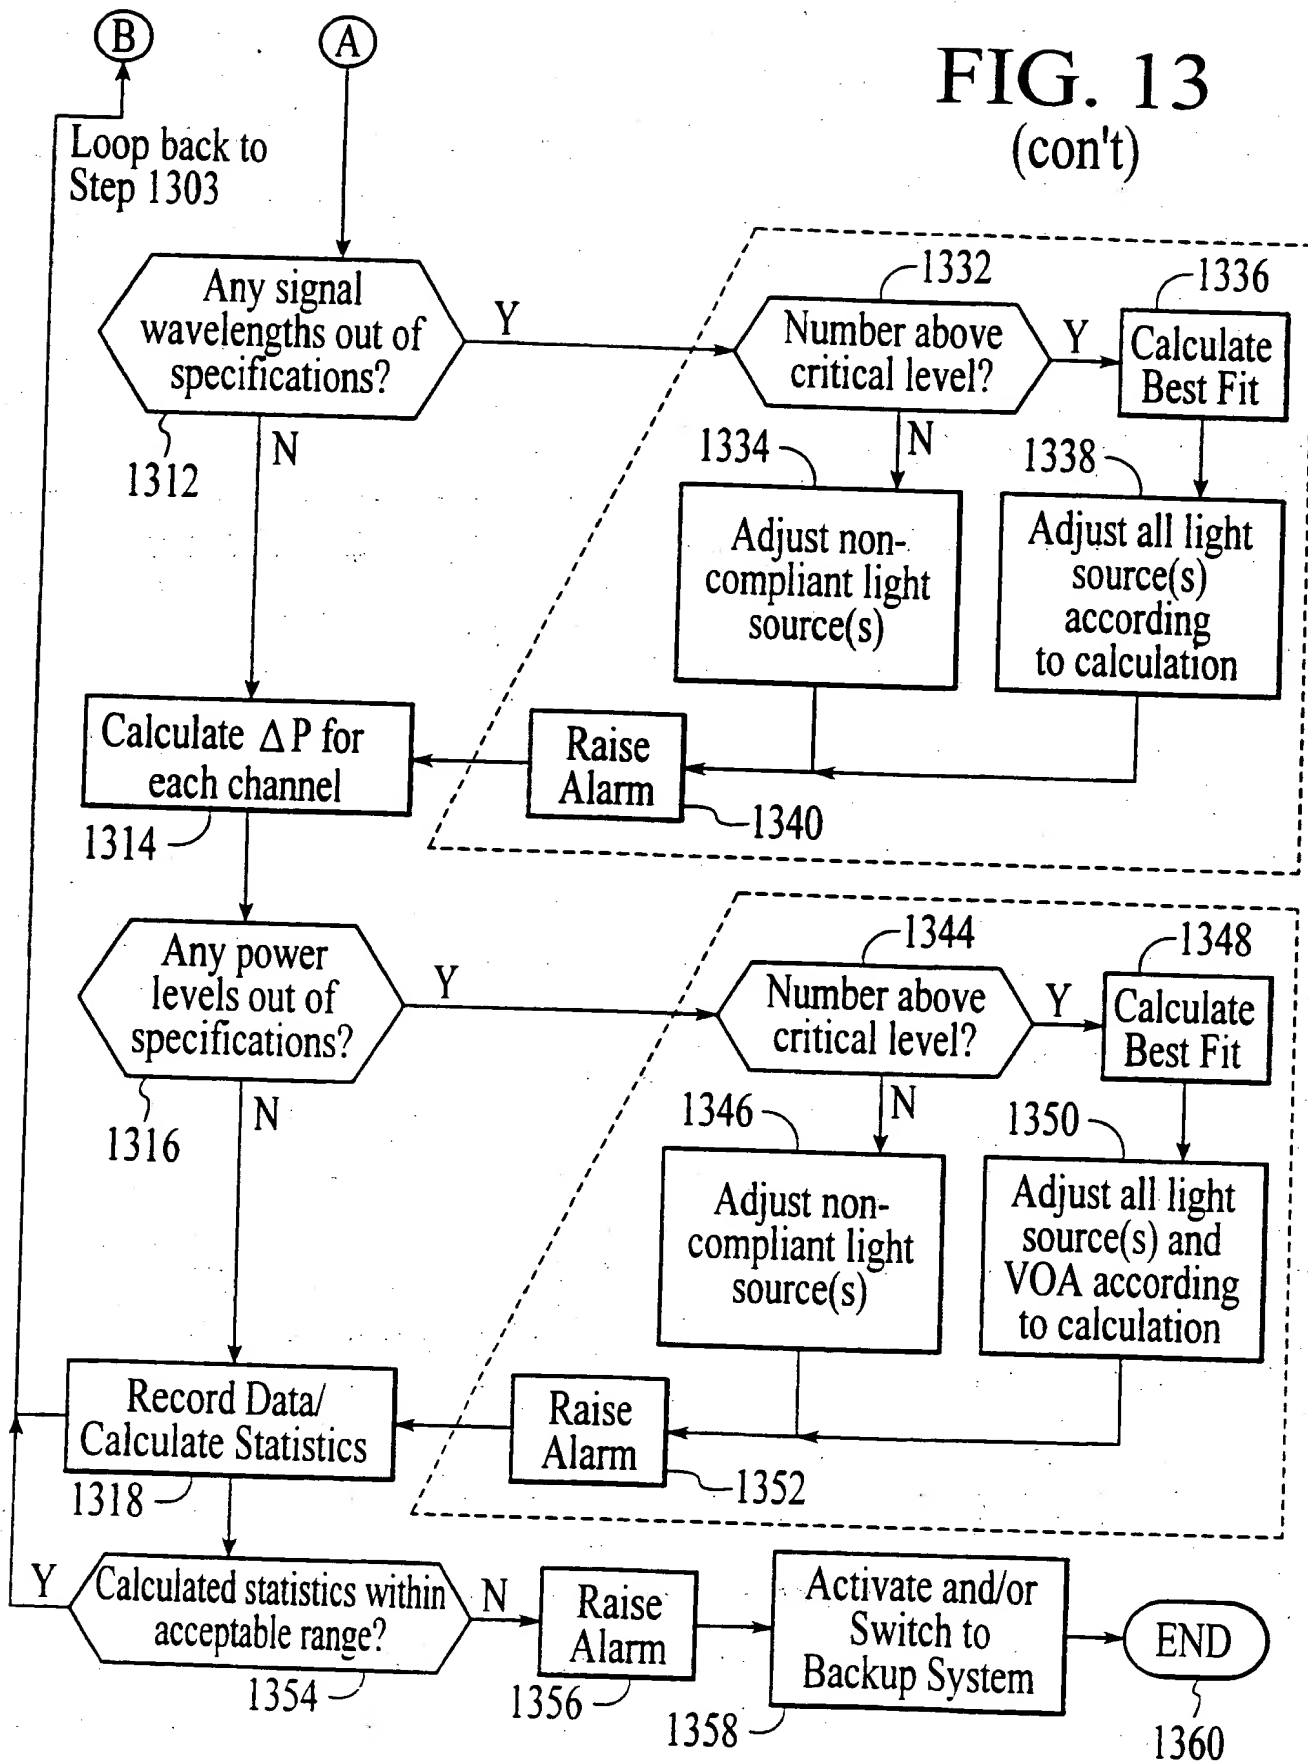 B
A
FIG. 13
(con't)
Loop back to
Step 1303
Any signal
wavelengths out of
specifications?
1312
Y
N
1332
Number above
critical level?
Y
N
1336
Calculate
Best Fit
1334
Adjust non-
compliant light
source(s)
1338
Adjust all light
source(s)
according
to calculation
Calculate ΔP for
each channel
1314
Raise
Alarm
1340
Any power
levels out of
specifications?
1316
Y
N
1344
Number above
critical level?
Y
N
1348
Calculate
Best Fit
1346
Adjust non-
compliant light
source(s)
1350
Adjust all light
source(s) and
VOA according
to calculation
Record Data/
Calculate Statistics
1318
Raise
Alarm
1352
Y
Calculated statistics within
acceptable range?
1354
N
Raise
Alarm
1356
Activate and/or
Switch to
Backup System
1358
END
1360